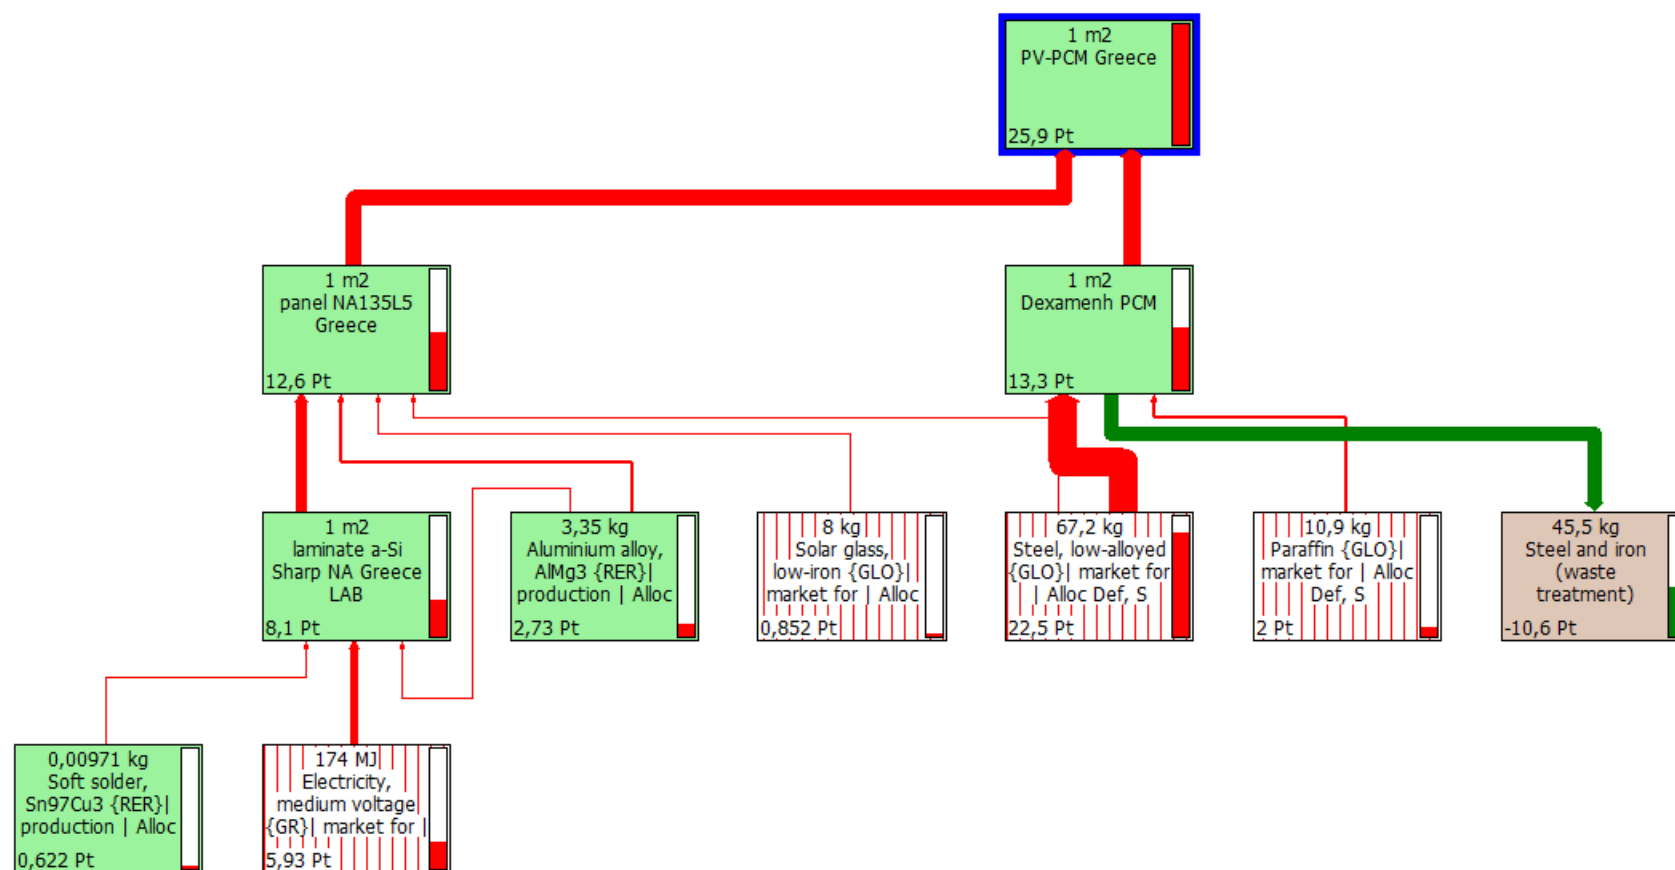 1 m2
PV-PCM Greece
25,9 Pt
1 m2
panel NA135L5
Greece
12,6 Pt
1 m2
Dexamenh PCM
13,3 Pt
1 m2
laminate a-Si
Sharp NA Greece
LAB
8,1 Pt
3,35 kg
Aluminium alloy,
AlMg3 {RER}|
production | Alloc
2,73 Pt
8 kg
Solar glass,
low-iron {GLO}|
market for | Alloc
0,852 Pt
67,2 kg
Steel, low-alloyed
{GLO}| market for
| Alloc Def, S
22,5 Pt
10,9 kg
Paraffin {GLO}|
market for | Alloc
Def, S
2 Pt
45,5 kg
Steel and iron
(waste
treatment)
-10,6 Pt
0,00971 kg
Soft solder,
Sn97Cu3 {RER}|
production | Alloc
0,622 Pt
174 MJ
Electricity,
medium voltage
{GR}| market for |
5,93 Pt